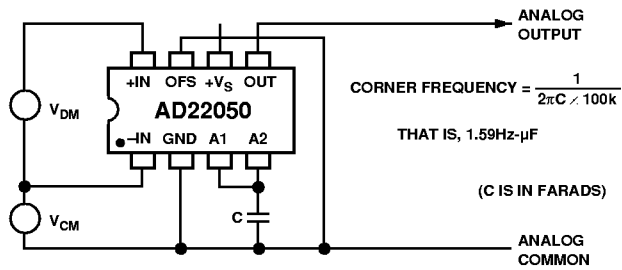 ANALOG
OUTPUT
+IN OFS +VS OUT
CORNER FREQUENCY = 1
2πC × 100k
VDM
AD22050
THAT IS, 1.59Hz-µF
–IN GND A1 A2
(C IS IN FARADS)
C
VCM
ANALOG
COMMON